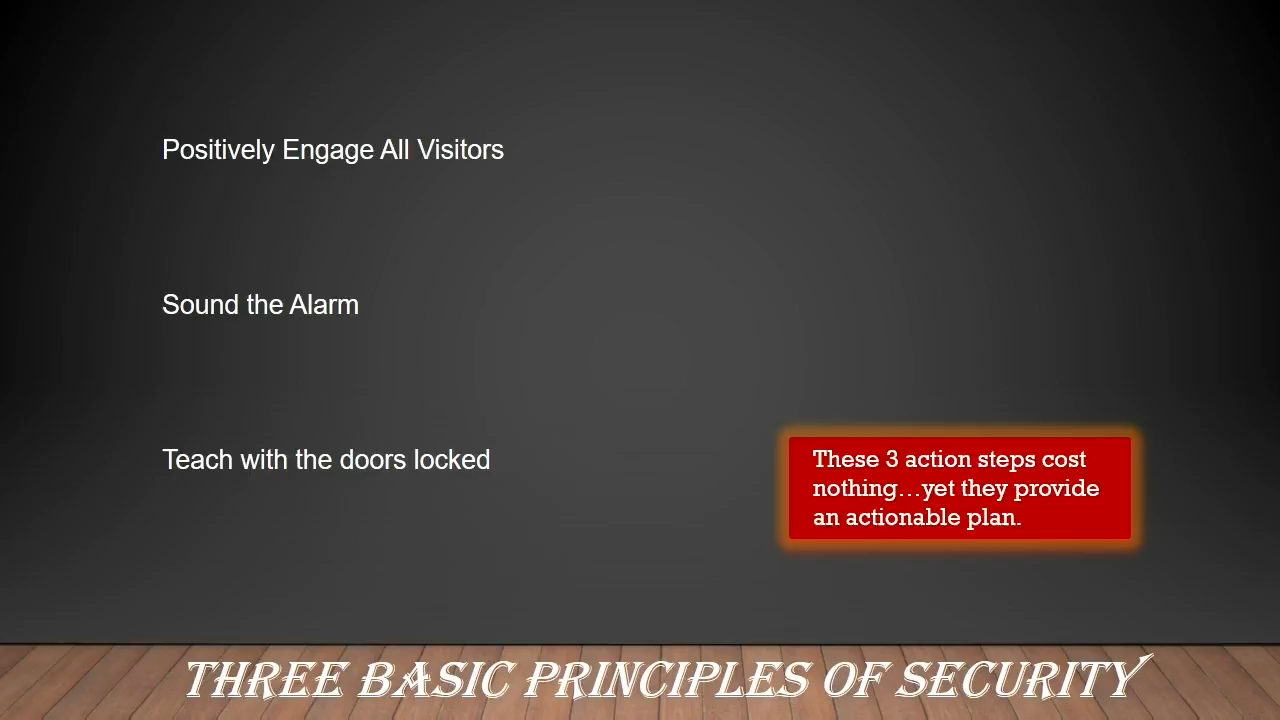 Positively Engage All Visitors
Sound the Alarm
Teach with the doors locked
These 3 action steps cost
nothing...yet they provide
an actionable plan.
THREE BASIC PRINCIPLES OF SECURITY